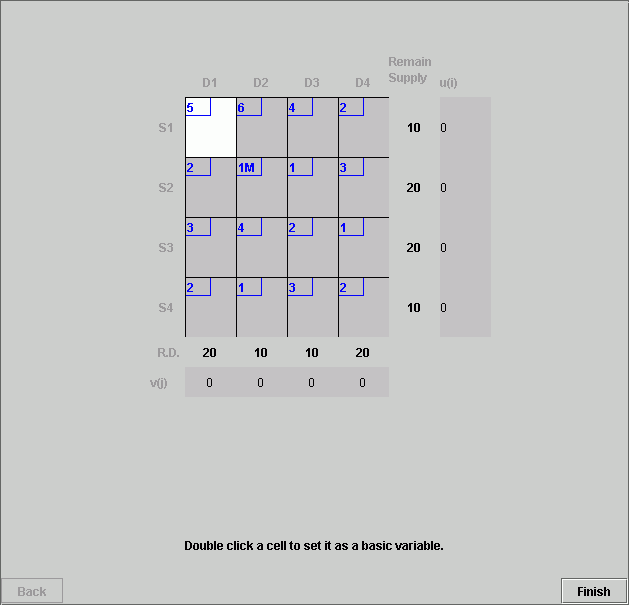 Remain
D1 D2 D3 D4 Supply u(i)
5 6 4 2
S1 10 0
2 1M 1 3
S2 20 0
3 4 2 1
S3 20 0
2 1 3 2
S4 10 0
R.D. 20 10 10 20
v(j) 0 0 0 0
Double click a cell to set it as a basic variable.
Back Finish